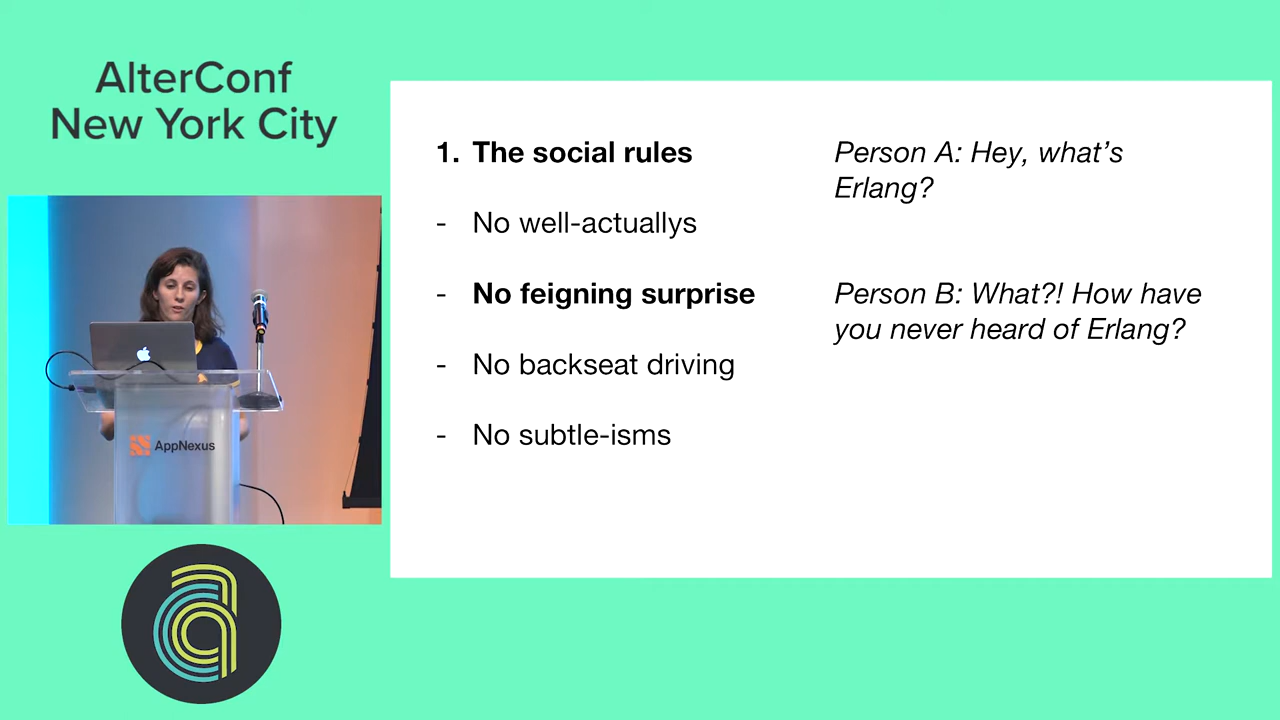 AlterConf
New York City
1. The social rules
- No well-actuallys
- No feigning surprise
- No backseat driving
- No subtle-isms
Person A: Hey, what's
Erlang?
Person B: What?! How have
you never heard of Erlang?
AppNexus